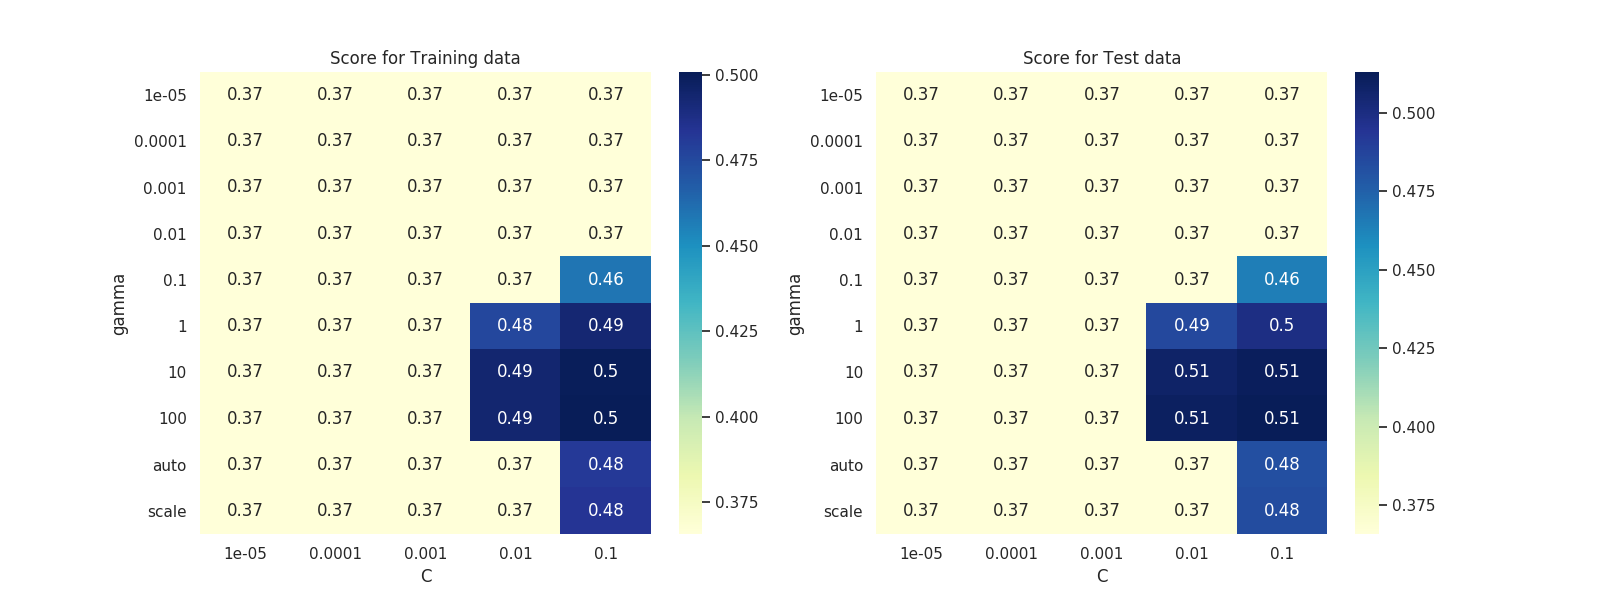 Score for Training data
1e-05 0.37 0.37 0.37 0.37 0.37
0.0001 0.37 0.37 0.37 0.37 0.37
0.001 0.37 0.37 0.37 0.37 0.37
0.01 0.37 0.37 0.37 0.37 0.37
0.1 0.37 0.37 0.37 0.37 0.46
1 0.37 0.37 0.37 0.48 0.49
10 0.37 0.37 0.37 0.49 0.5
100 0.37 0.37 0.37 0.49 0.5
auto 0.37 0.37 0.37 0.37 0.48
scale 0.37 0.37 0.37 0.37 0.48
1e-05 0.0001 0.001 0.01 0.1
C
gamma
0.500
0.475
0.450
0.425
0.400
0.375
Score for Test data
1e-05 0.37 0.37 0.37 0.37 0.37
0.0001 0.37 0.37 0.37 0.37 0.37
0.001 0.37 0.37 0.37 0.37 0.37
0.01 0.37 0.37 0.37 0.37 0.37
0.1 0.37 0.37 0.37 0.37 0.46
1 0.37 0.37 0.37 0.49 0.5
10 0.37 0.37 0.37 0.51 0.51
100 0.37 0.37 0.37 0.51 0.51
auto 0.37 0.37 0.37 0.37 0.48
scale 0.37 0.37 0.37 0.37 0.48
1e-05 0.0001 0.001 0.01 0.1
C
gamma
0.500
0.475
0.450
0.425
0.400
0.375